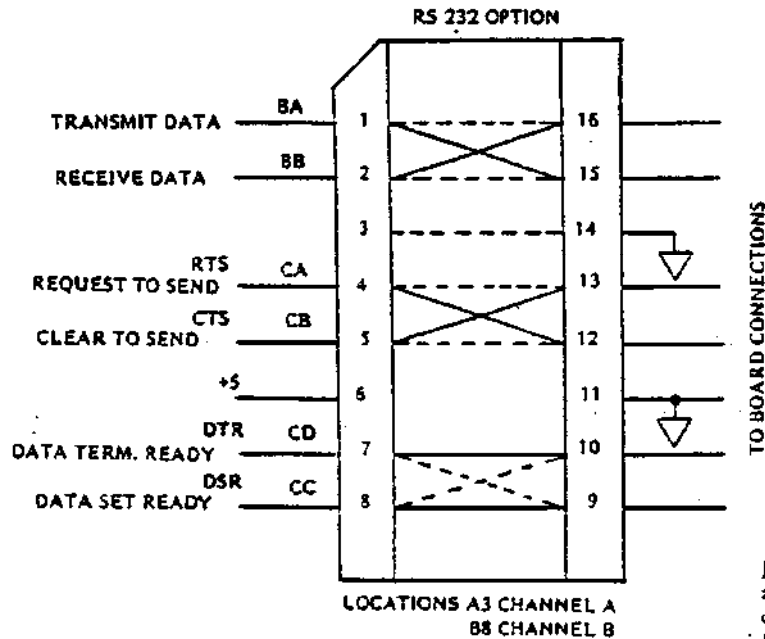 RS 232 OPTION
TRANSMIT DATA BA 1 16
RECEIVE DATA BB 2 15
3 14
RTS
REQUEST TO SEND CA 4 13
CTS
CLEAR TO SEND CB 5 12
+5 6 11
DTR
DATA TERM. READY CD 7 10
DSR
DATA SET READY CC 8 9
TO BOARD CONNECTIONS
LOCATIONS A3 CHANNEL A
B8 CHANNEL B